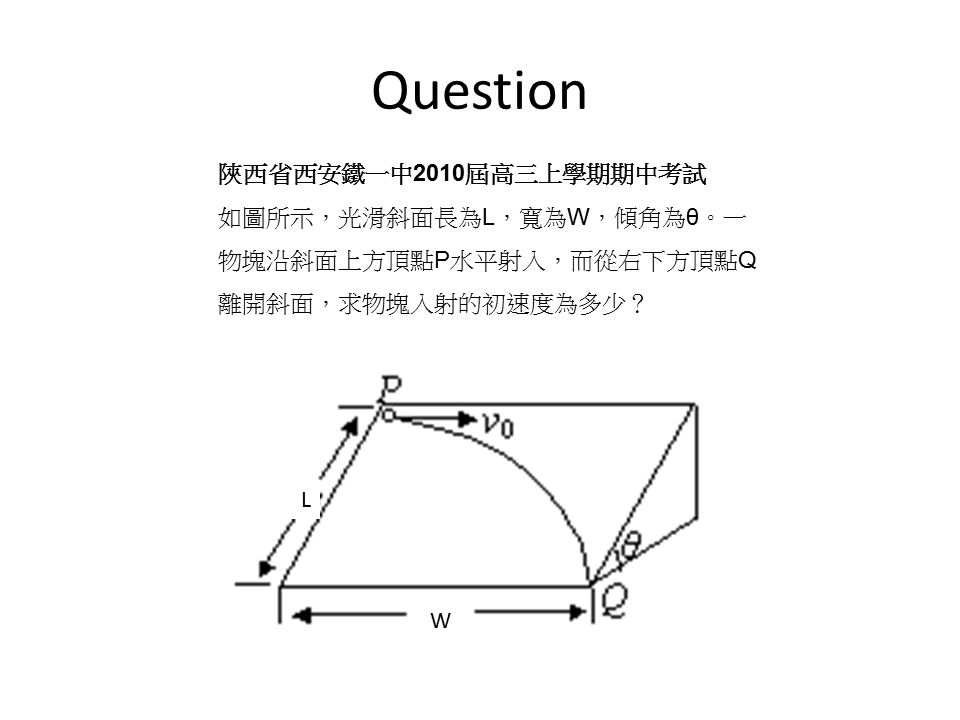 Question
陝西省西安鐵一中2010屆高三上學期期中考試
如圖所示，光滑斜面長為L，寬為W，傾角為θ。一
物塊沿斜面上方頂點P水平射入，而從右下方頂點Q
離開斜面，求物塊入射的初速度為多少？
P
v₀
L
θ
Q
W